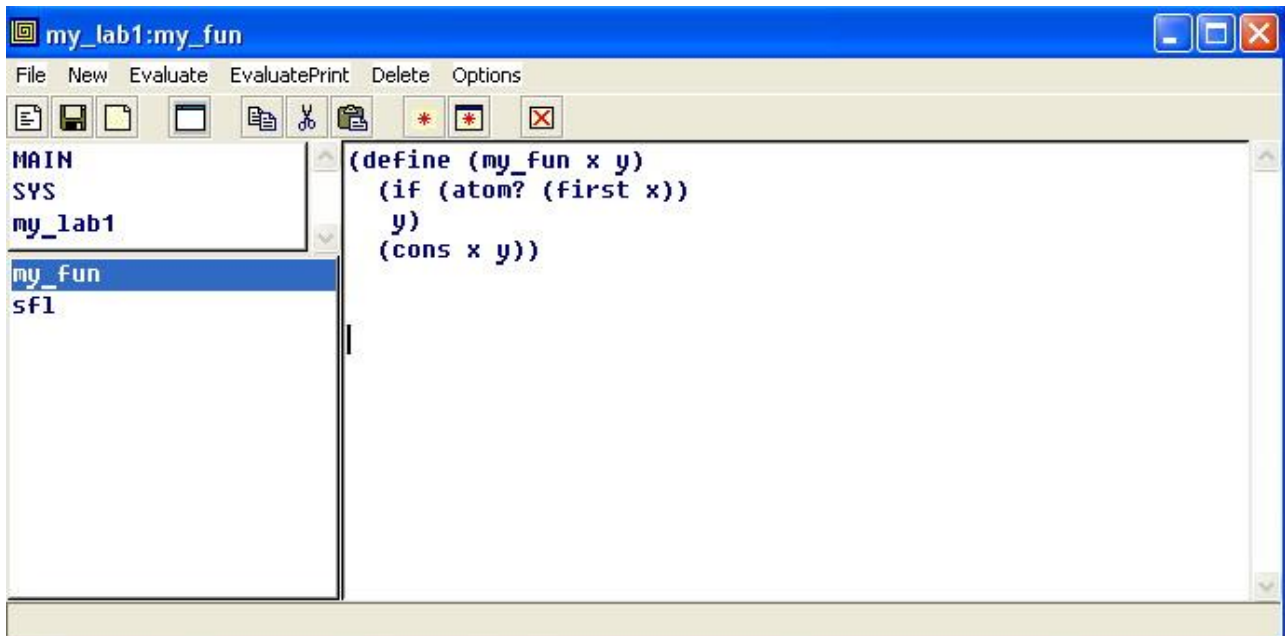 my_lab1:my_fun
File New Evaluate EvaluatePrint Delete Options
MAIN
SYS
my_lab1
my_fun
sfl
(define (my_fun x y)
(if (atom? (first x))
y)
(cons x y))